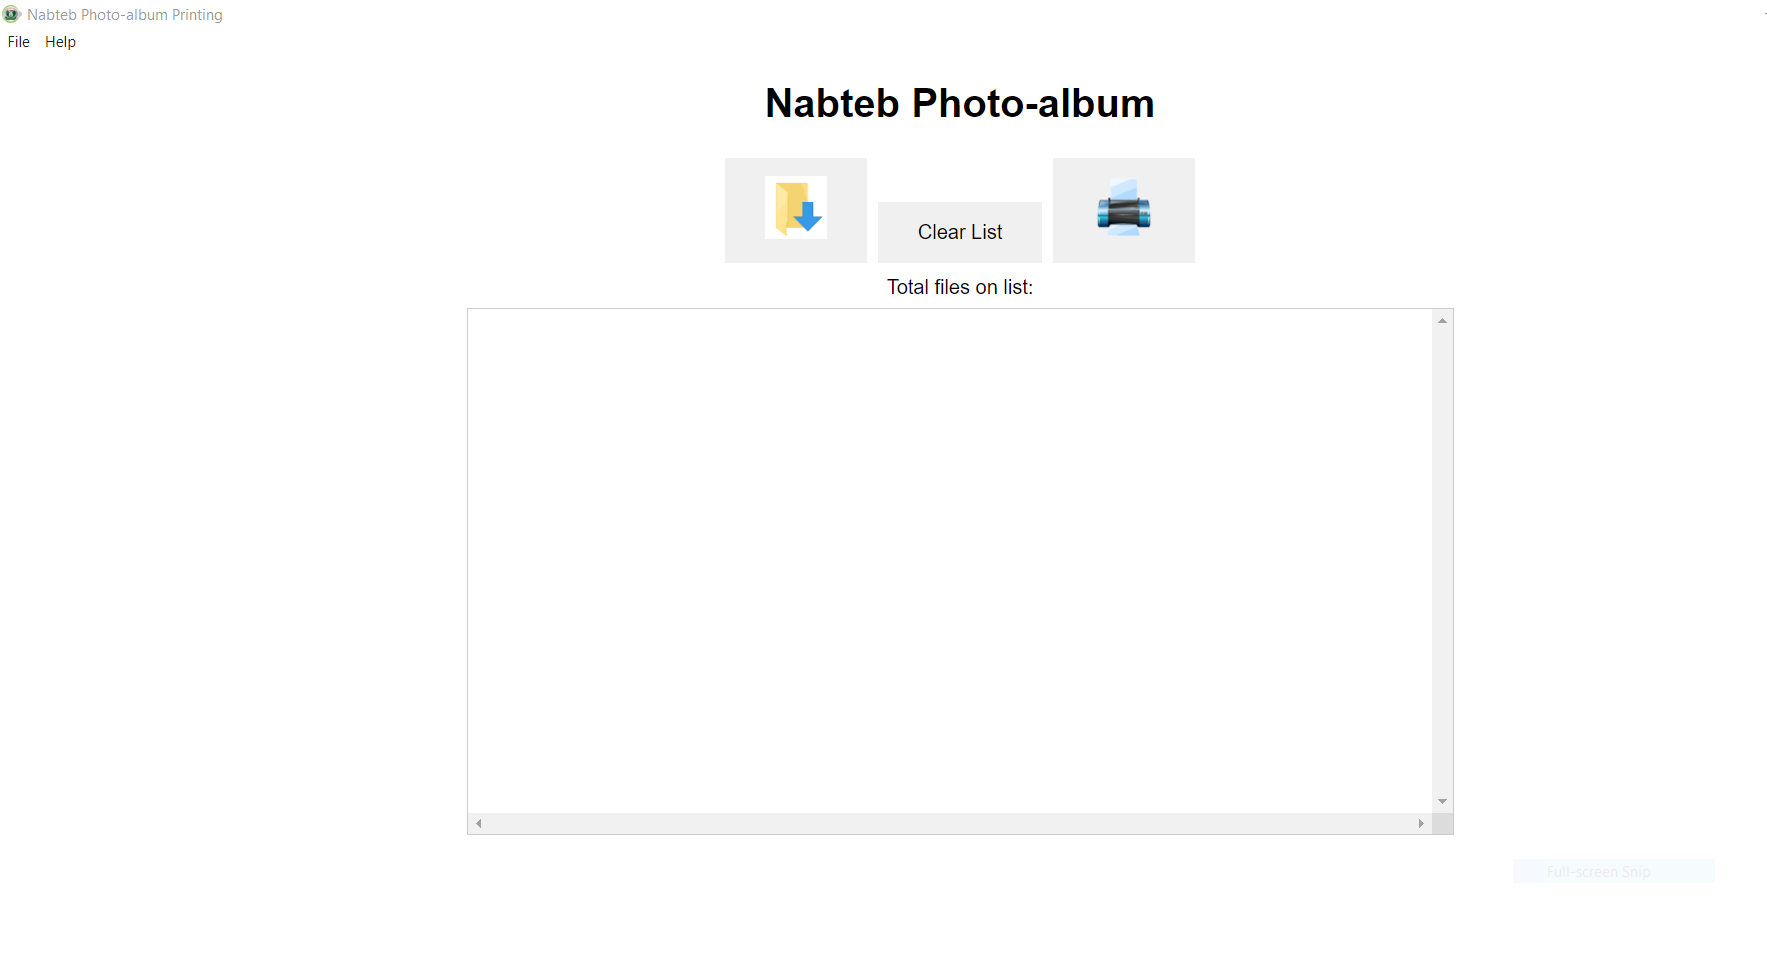 Nabteb Photo-album Printing
File Help
Nabteb Photo-album
Clear List
Total files on list:
Full-screen Snip